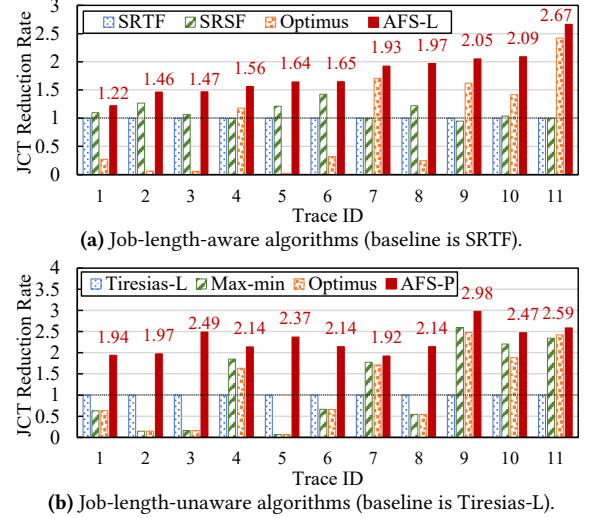 SRTF SRSF Optimus AFS-L
JCT Reduction Rate
3
2.5
2
1.5
1
0.5
0
1.22 1.46 1.47 1.56 1.64 1.65 1.93 1.97 2.05 2.09 2.67
1 2 3 4 5 6 7 8 9 10 11
Trace ID
(a) Job-length-aware algorithms (baseline is SRTF).
Tiresias-L Max-min Optimus AFS-P
JCT Reduction Rate
4
3.5
3
2.5
2
1.5
1
0.5
0
1.94 1.97 2.49 2.14 2.37 2.14 1.92 2.14 2.98 2.47 2.59
1 2 3 4 5 6 7 8 9 10 11
Trace ID
(b) Job-length-unaware algorithms (baseline is Tiresias-L).